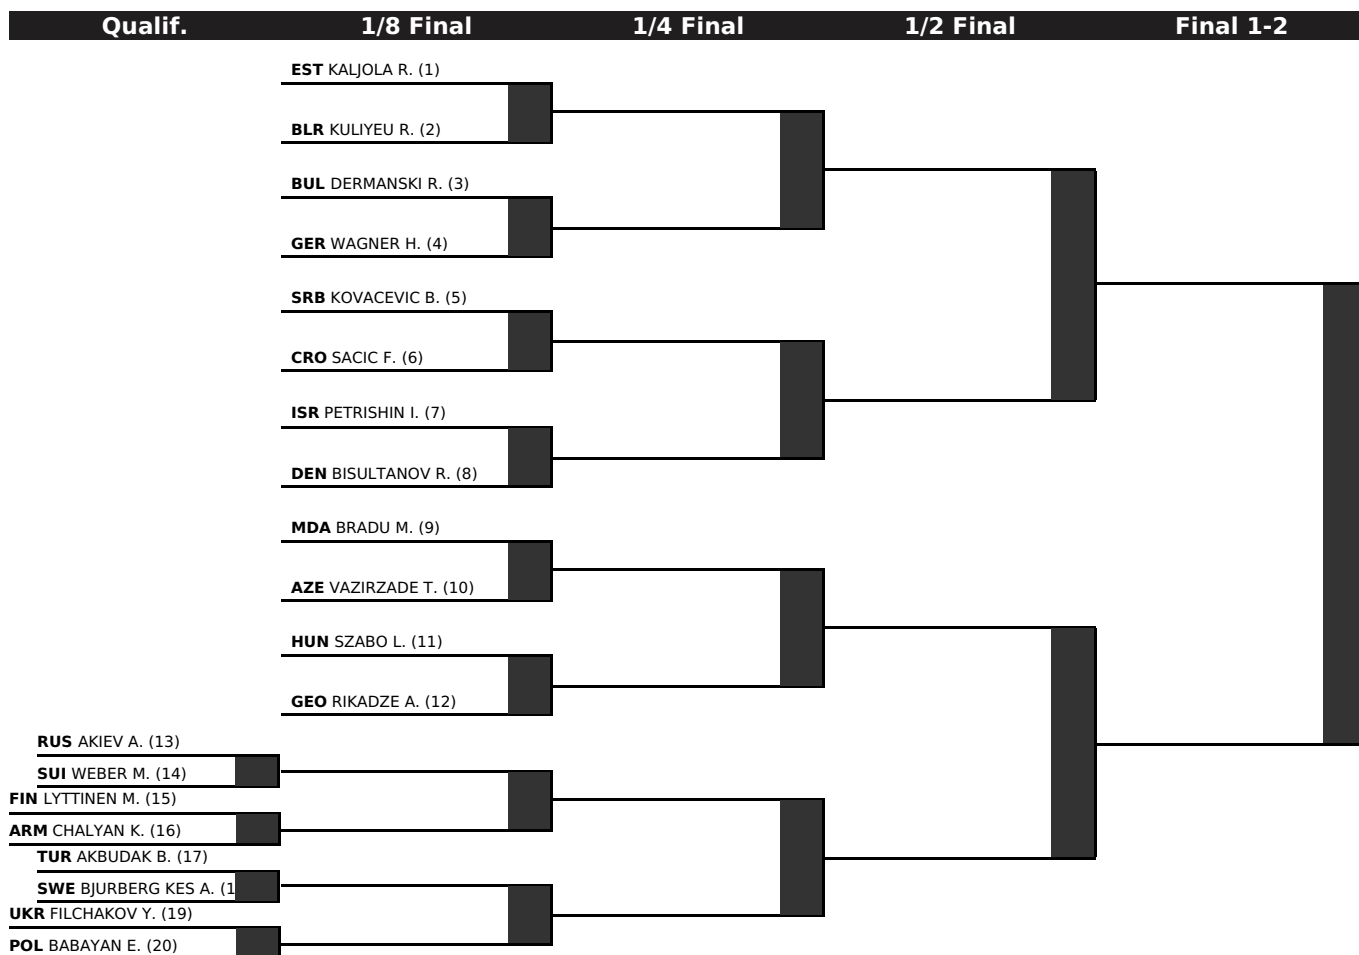 Qualif. 1/8 Final 1/4 Final 1/2 Final Final 1-2
EST KALJOLA R. (1)
BLR KULIYEU R. (2)
BUL DERMANSKI R. (3)
GER WAGNER H. (4)
SRB KOVACEVIC B. (5)
CRO SACIC F. (6)
ISR PETRISHIN I. (7)
DEN BISULTANOV R. (8)
MDA BRADU M. (9)
AZE VAZIRZADE T. (10)
HUN SZABO L. (11)
GEO RIKADZE A. (12)
RUS AKIEV A. (13)
SUI WEBER M. (14)
FIN LYTTINEN M. (15)
ARM CHALYAN K. (16)
TUR AKBUDAK B. (17)
SWE BJURBERG KES A. (1
UKR FILCHAKOV Y. (19)
POL BABAYAN E. (20)